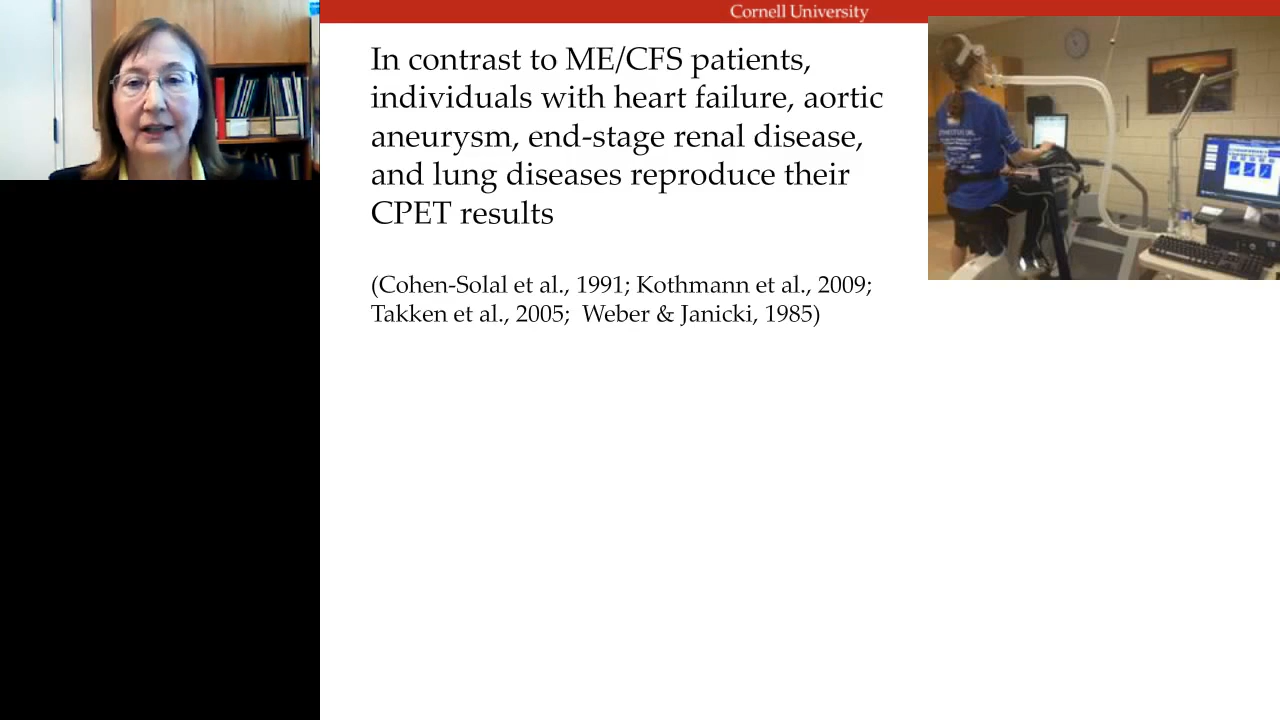 Cornell University
In contrast to ME/CFS patients,
individuals with heart failure, aortic
aneurysm, end-stage renal disease,
and lung diseases reproduce their
CPET results
(Cohen-Solal et al., 1991; Kothmann et al., 2009;
Takken et al., 2005;  Weber & Janicki, 1985)